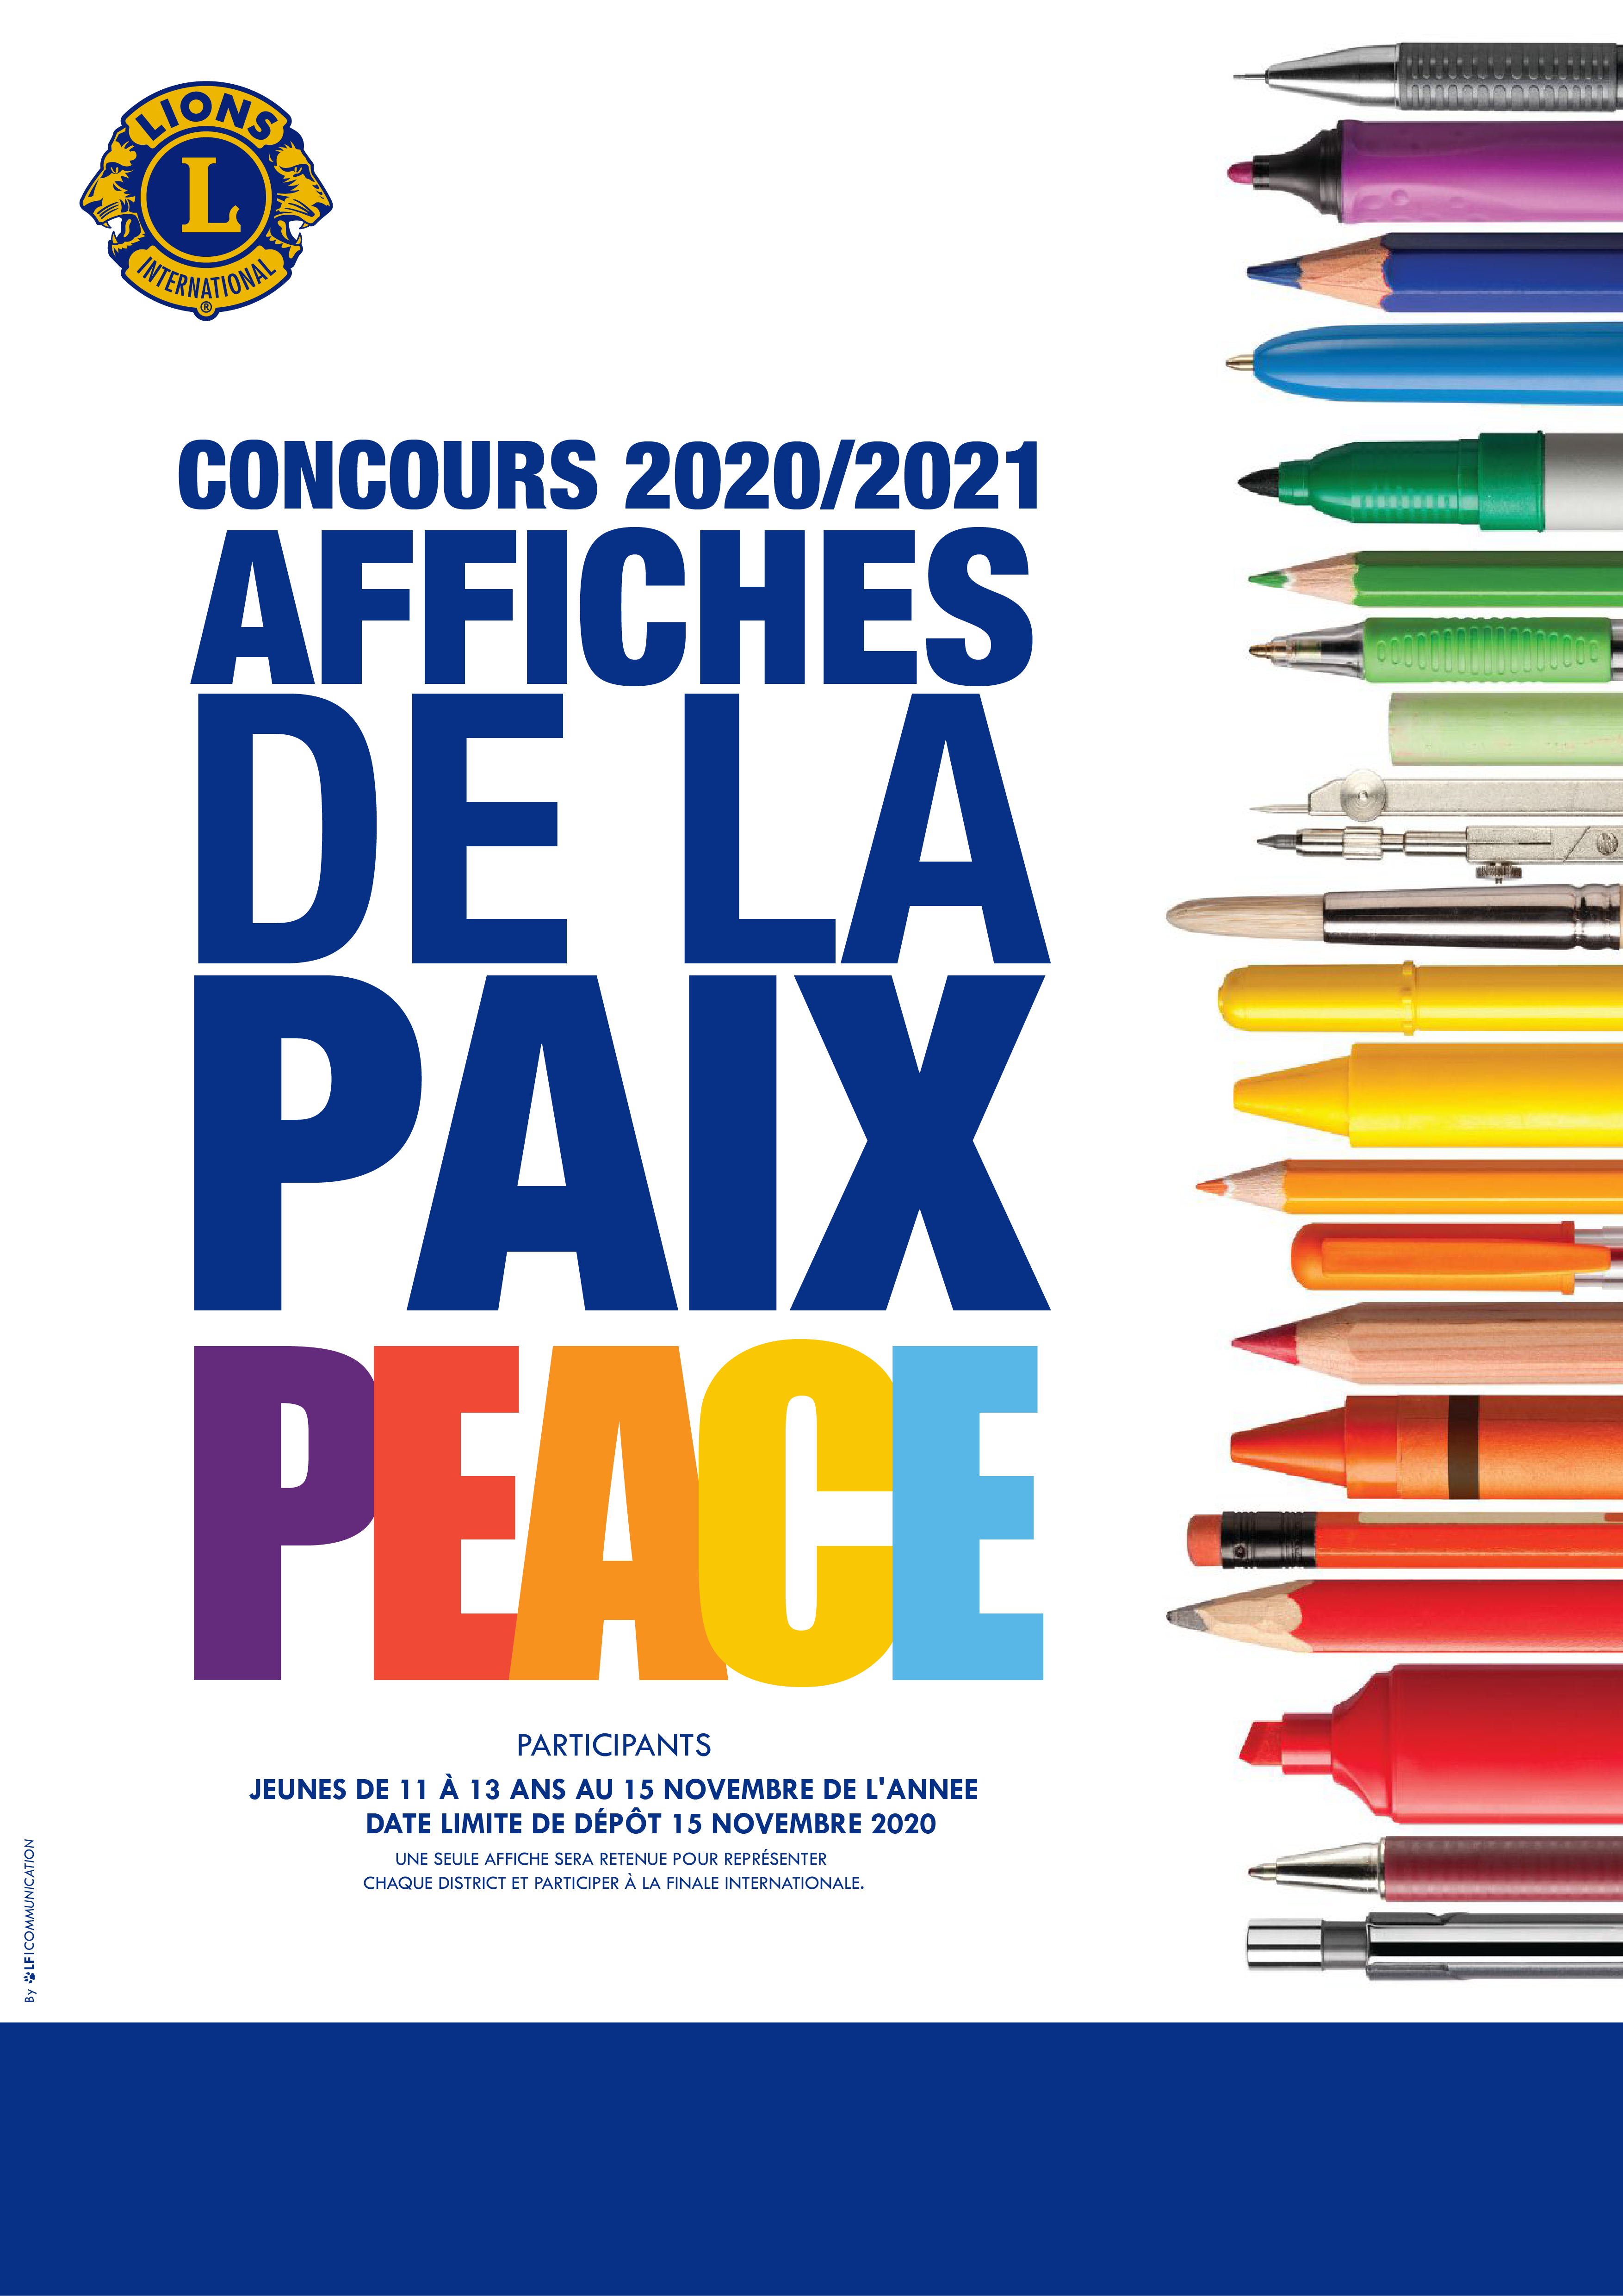 LIONS
L
INTERNATIONAL
®
CONCOURS 2020/2021
AFFICHES
DE LA
PAIX
PEACE
PARTICIPANTS
JEUNES DE 11 À 13 ANS AU 15 NOVEMBRE DE L'ANNEE
DATE LIMITE DE DÉPÔT 15 NOVEMBRE 2020
UNE SEULE AFFICHE SERA RETENUE POUR REPRÉSENTER
CHAQUE DISTRICT ET PARTICIPER À LA FINALE INTERNATIONALE.
By LFICOMMUNICATION